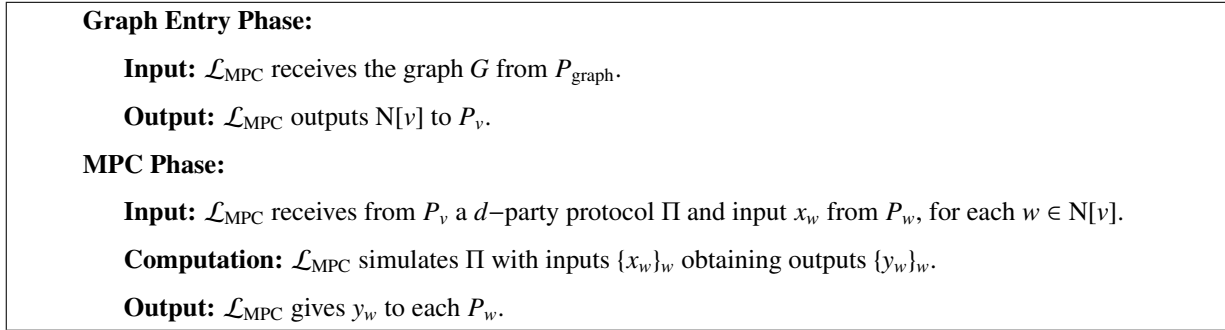 Graph Entry Phase:
Input: ℒ_MPC receives the graph G from P_graph.
Output: ℒ_MPC outputs N[v] to P_v.
MPC Phase:
Input: ℒ_MPC receives from P_v a d−party protocol Π and input x_w from P_w, for each w ∈ N[v].
Computation: ℒ_MPC simulates Π with inputs {x_w}_w obtaining outputs {y_w}_w.
Output: ℒ_MPC gives y_w to each P_w.